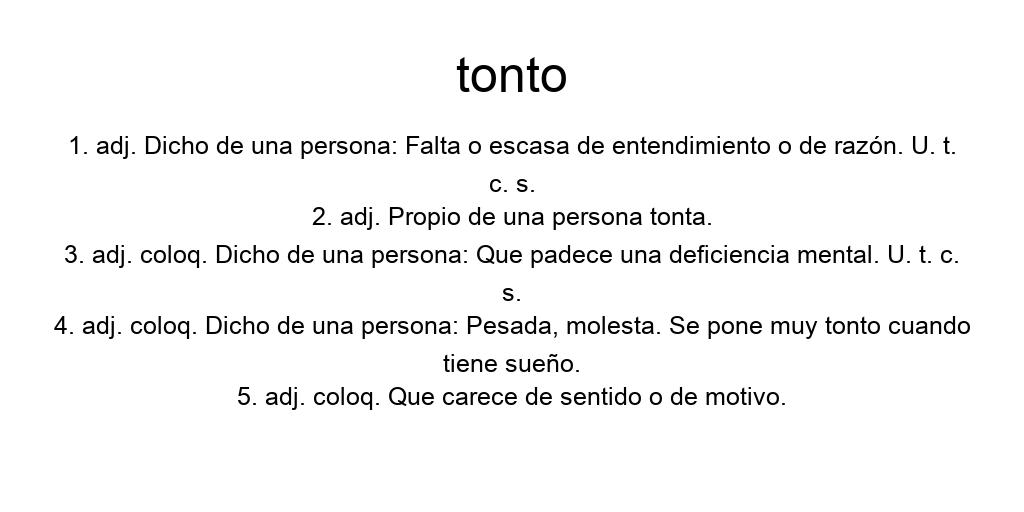 tonto
1. adj. Dicho de una persona: Falta o escasa de entendimiento o de razón. U. t.
c. s.
2. adj. Propio de una persona tonta.
3. adj. coloq. Dicho de una persona: Que padece una deficiencia mental. U. t. c.
s.
4. adj. coloq. Dicho de una persona: Pesada, molesta. Se pone muy tonto cuando
tiene sueño.
5. adj. coloq. Que carece de sentido o de motivo.